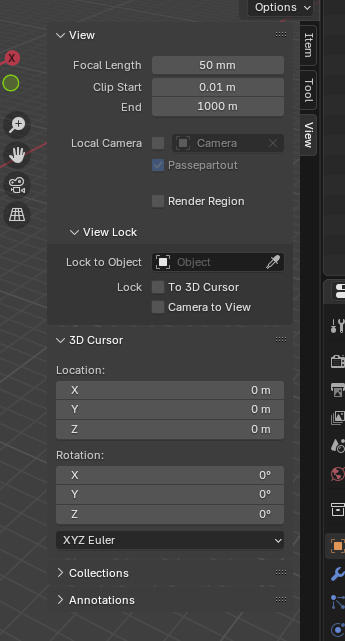 Options
View
Focal Length 50 mm
Clip Start 0.01 m
End 1000 m
Local Camera Camera
Passepartout
Render Region
View Lock
Lock to Object Object
Lock To 3D Cursor
Camera to View
3D Cursor
Location:
X 0 m
Y 0 m
Z 0 m
Rotation:
X 0°
Y 0°
Z 0°
XYZ Euler
Collections
Annotations
Item
Tool
View
X